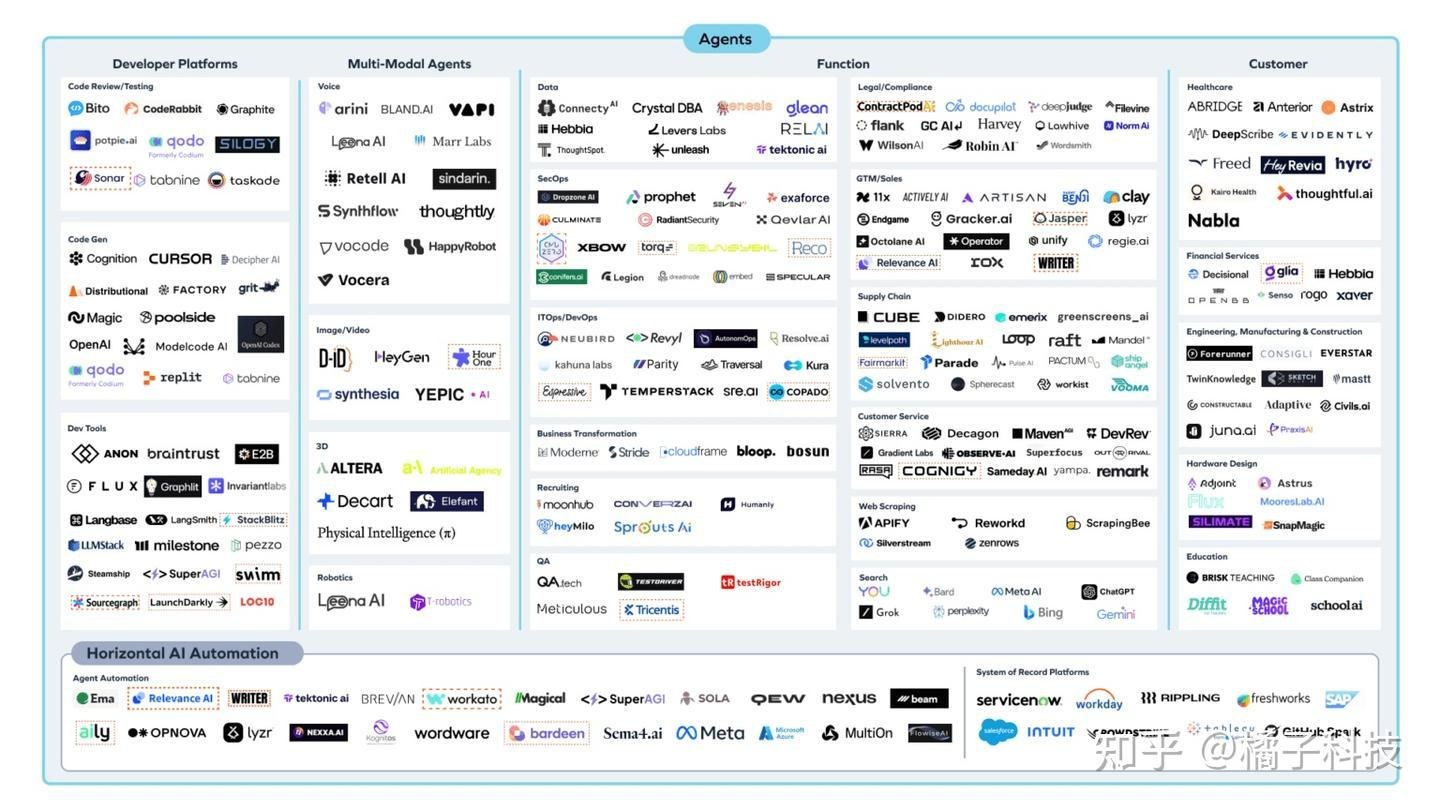 Agents
Developer Platforms
Code Review/Testing
Bito CodeRabbit Graphite
potpie.ai qodo Formerly Codium SILOGY
Sonar tabnine taskade
Code Gen
Cognition CURSOR Decipher AI
Distributional FACTORY grit
Magic poolside
OpenAI Modelcode AI OpenAI Codex
qodo Formerly Codium replit tabnine
Dev Tools
ANON braintrust E2B
FLUX Graphlit Invariantlabs
Langbase LangSmith StackBlitz
LLMStack milestone pezzo
Steamship SuperAGI swimm
Sourcegraph LaunchDarkly LOCI0
Multi-Modal Agents
Voice
arini BLAND.AI VAPI
Leena AI Marr Labs
Retell AI sindarin.
Synthflow thoughtly
vocode HappyRobot
Vocera
Image/Video
D-iD HeyGen Hour One
synthesia YEPIC AI
3D
ALTERA a-A Artificial Agency
Decart Elefant
Physical Intelligence (π)
Robotics
Leena AI T-robotics
Function
Data
Connecty AI Crystal DBA genesis glean
Hebbia Levers Labs RELAI
ThoughtSpot. unleash tektonic ai
SecOps
Dropzone AI prophet SEVEN AI exaforce
CULMINATE RadiantSecurity Qevlar AI
XBOW torq Reco
conifers.ai Legion dreadnode embed SPECULAR
ITOps/DevOps
NEUBIRD Revyl AutonomOps Resolve.ai
kahuna labs Parity Traversal Kura
Espressive TEMPERSTACK sre.ai COPADO
Business Transformation
Moderne Stride cloudframe bloop. bosun
Recruiting
moonhub CONVERZAI Humanly
heyMilo Sprouts Ai
QA
QA.tech TESTDRIVER tR testRigor
Meticulous Tricentis
Legal/Compliance
ContractPodAi docupilot deepjudge Filevine
flank GC AI Harvey Lawhive Norm Ai
WilsonAI Robin AI Wordsmith
GTM/Sales
11x ACTIVELY AI ARTISAN BENJI clay
Endgame Gracker.ai Jasper lyzr
Octolane AI Operator unify regie.ai
Relevance AI rox WRITER
Supply Chain
CUBE DIDERO emerix greenscreens_ai
levelpath Lighthouz AI LOOP raft Mandel
Fairmarkit Parade Pulse AI PACTUM ship angel
solvento Spherecast workist VOOMA
Customer Service
SIERRA Decagon Maven AGI DevRev
Gradient Labs OBSERVE.AI Superfocus OUTRIVAL
RASA COGNIGY Sameday AI yampa. remark
Web Scraping
APIFY Reworkd ScrapingBee
Silverstream zenrows
Search
YOU Bard Meta AI ChatGPT
Grok perplexity Bing Gemini
Customer
Healthcare
ABRIDGE Anterior Astrix
DeepScribe EVIDENTLY
Freed Hey Revia hyro
Kairo Health thoughtful.ai
Nabla
Financial Services
Decisional glia Hebbia
OPENBB Senso rogo xaver
Engineering, Manufacturing & Construction
Forerunner CONSIGLI EVERSTAR
TwinKnowledge SKETCH mastt
CONSTRUCTABLE Adaptive Civils.ai
juna.ai PraxisAI
Hardware Design
Adjoint Astrus
Flux MooresLab.AI
SILIMATE SnapMagic
Education
BRISK TEACHING Class Companion
Diffit MAGIC SCHOOL schoolai
Horizontal AI Automation
Agent Automation
Ema Relevance AI WRITER tektonic ai BREVIAN workato Magical SuperAGI SOLA QEW nexus beam
aily OPNOVA lyzr NEXXA.AI Kognitos wordware bardeen Sema4.ai Meta Microsoft Azure MultiOn FlowiseAI
System of Record Platforms
servicenow workday RIPPLING freshworks SAP
salesforce INTUIT CROWDSTRIKE tableau GitHub Spark
知乎 @橘子科技